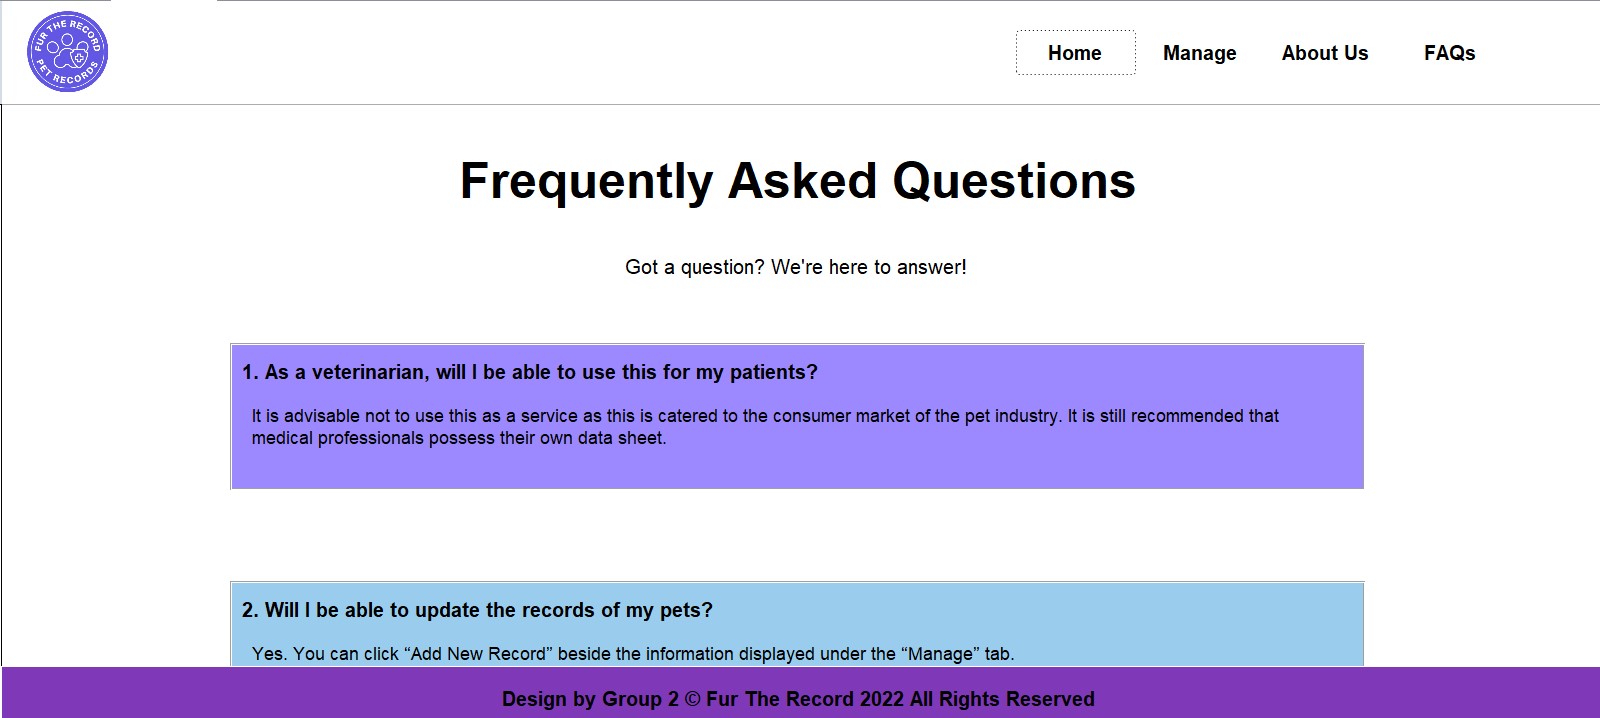 FUR THE RECORD
PET RECORDS
Home Manage About Us FAQs
Frequently Asked Questions
Got a question? We're here to answer!
1. As a veterinarian, will I be able to use this for my patients?
It is advisable not to use this as a service as this is catered to the consumer market of the pet industry. It is still recommended that
medical professionals possess their own data sheet.
2. Will I be able to update the records of my pets?
Yes. You can click “Add New Record” beside the information displayed under the “Manage” tab.
Design by Group 2 © Fur The Record 2022 All Rights Reserved